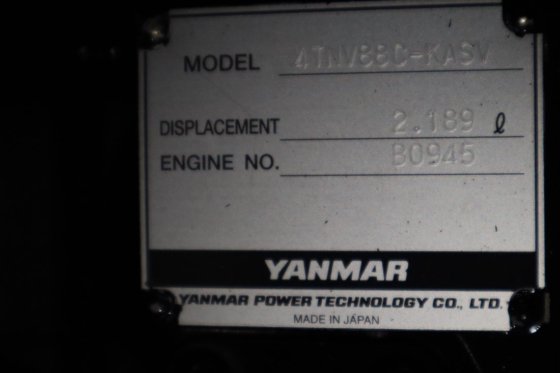 MODEL 4TNV88C-KASV
DISPLACEMENT 2.189 ℓ
ENGINE NO. B0945
YANMAR
YANMAR POWER TECHNOLOGY CO., LTD.
MADE IN JAPAN